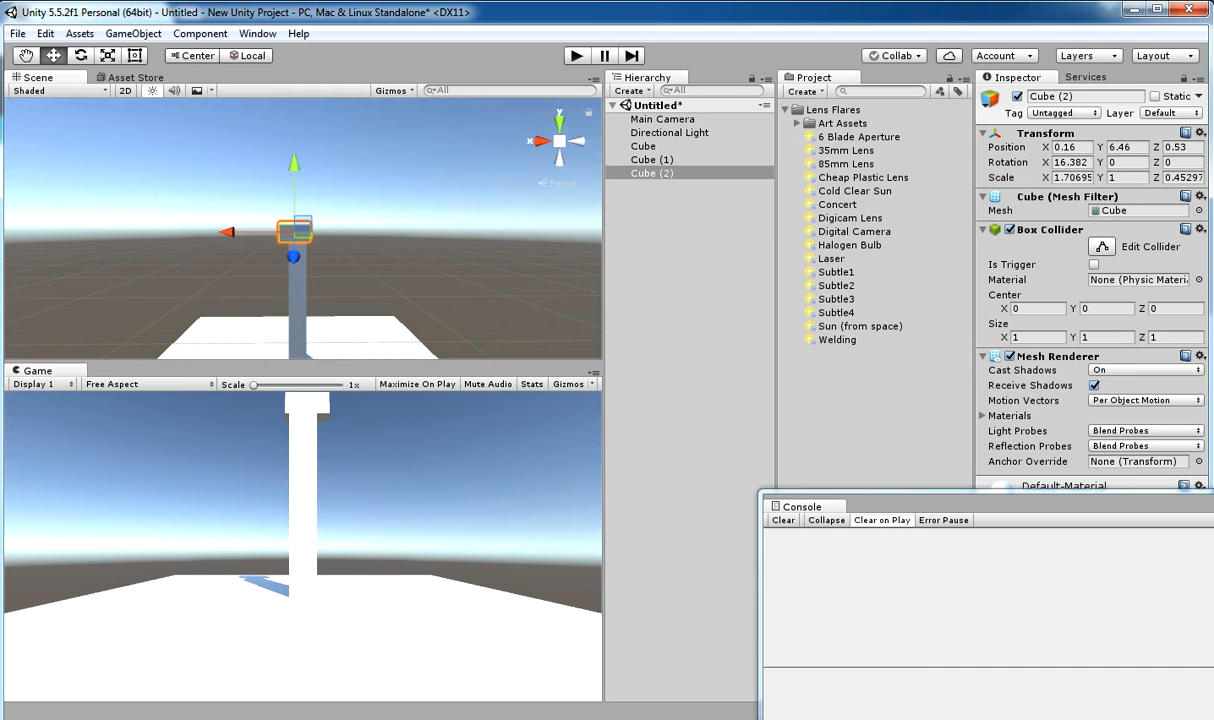 Unity 5.5.2f1 Personal (64bit) - Untitled - New Unity Project - PC, Mac & Linux Standalone* <DX11>
File Edit Assets GameObject Component Window Help
Center Local Collab Account Layers Layout
Scene Asset Store
Shaded 2D Gizmos All
y
x
Persp
Game
Display 1 Free Aspect Scale 1x Maximize On Play Mute Audio Stats Gizmos
Hierarchy
Create All
Untitled*
Main Camera
Directional Light
Cube
Cube (1)
Cube (2)
Project
Create
Lens Flares
Art Assets
6 Blade Aperture
35mm Lens
85mm Lens
Cheap Plastic Lens
Cold Clear Sun
Concert
Digicam Lens
Digital Camera
Halogen Bulb
Laser
Subtle1
Subtle2
Subtle3
Subtle4
Sun (from space)
Welding
Inspector Services
Cube (2) Static
Tag Untagged Layer Default
Transform
Position X 0.16 Y 6.46 Z 0.53
Rotation X 16.382 Y 0 Z 0
Scale X 1.70695 Y 1 Z 0.45297
Cube (Mesh Filter)
Mesh Cube
Box Collider
Edit Collider
Is Trigger
Material None (Physic Materi
Center
X 0 Y 0 Z 0
Size
X 1 Y 1 Z 1
Mesh Renderer
Cast Shadows On
Receive Shadows
Motion Vectors Per Object Motion
Materials
Light Probes Blend Probes
Reflection Probes Blend Probes
Anchor Override None (Transform)
Default-Material
Console
Clear Collapse Clear on Play Error Pause